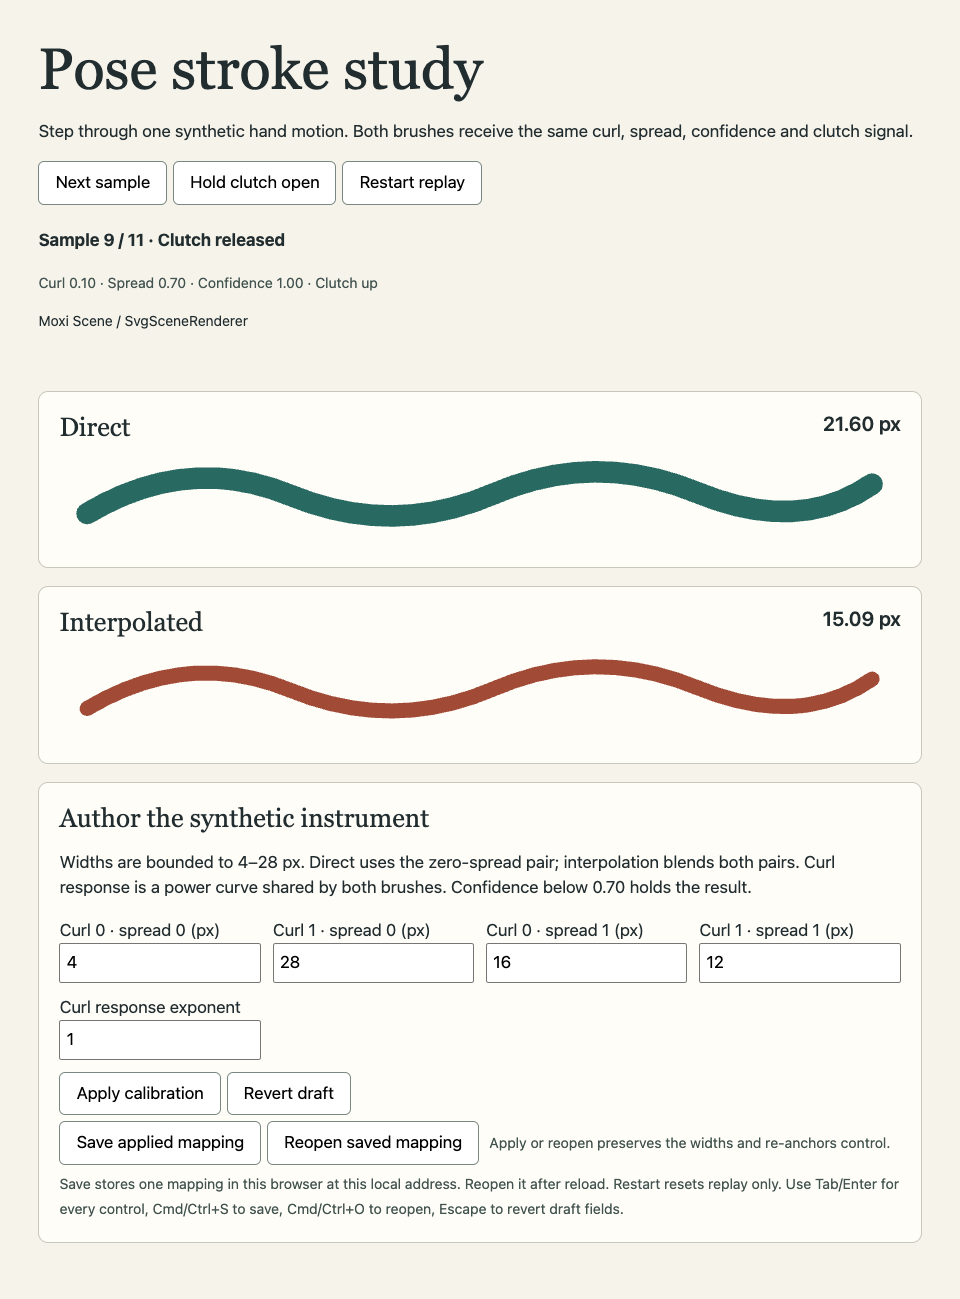 Pose stroke study
Step through one synthetic hand motion. Both brushes receive the same curl, spread, confidence and clutch signal.
Next sample
Hold clutch open
Restart replay
Sample 9 / 11 · Clutch released
Curl 0.10 · Spread 0.70 · Confidence 1.00 · Clutch up
Moxi Scene / SvgSceneRenderer
Direct
21.60 px
Interpolated
15.09 px
Author the synthetic instrument
Widths are bounded to 4–28 px. Direct uses the zero-spread pair; interpolation blends both pairs. Curl
response is a power curve shared by both brushes. Confidence below 0.70 holds the result.
Curl 0 · spread 0 (px)
Curl 1 · spread 0 (px)
Curl 0 · spread 1 (px)
Curl 1 · spread 1 (px)
4
28
16
12
Curl response exponent
1
Apply calibration
Revert draft
Save applied mapping
Reopen saved mapping
Apply or reopen preserves the widths and re-anchors control.
Save stores one mapping in this browser at this local address. Reopen it after reload. Restart resets replay only. Use Tab/Enter for
every control, Cmd/Ctrl+S to save, Cmd/Ctrl+O to reopen, Escape to revert draft fields.